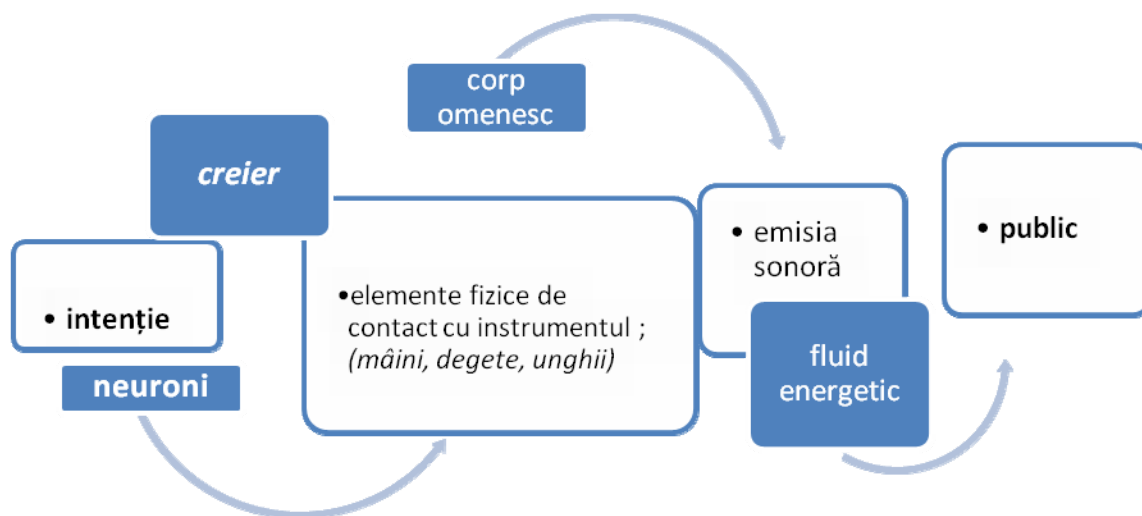 corp
omenesc
creier
• intenție
neuroni
•elemente fizice de
contact cu instrumentul ;
(mâini, degete, unghii)
• emisia
sonoră
fluid
energetic
• public